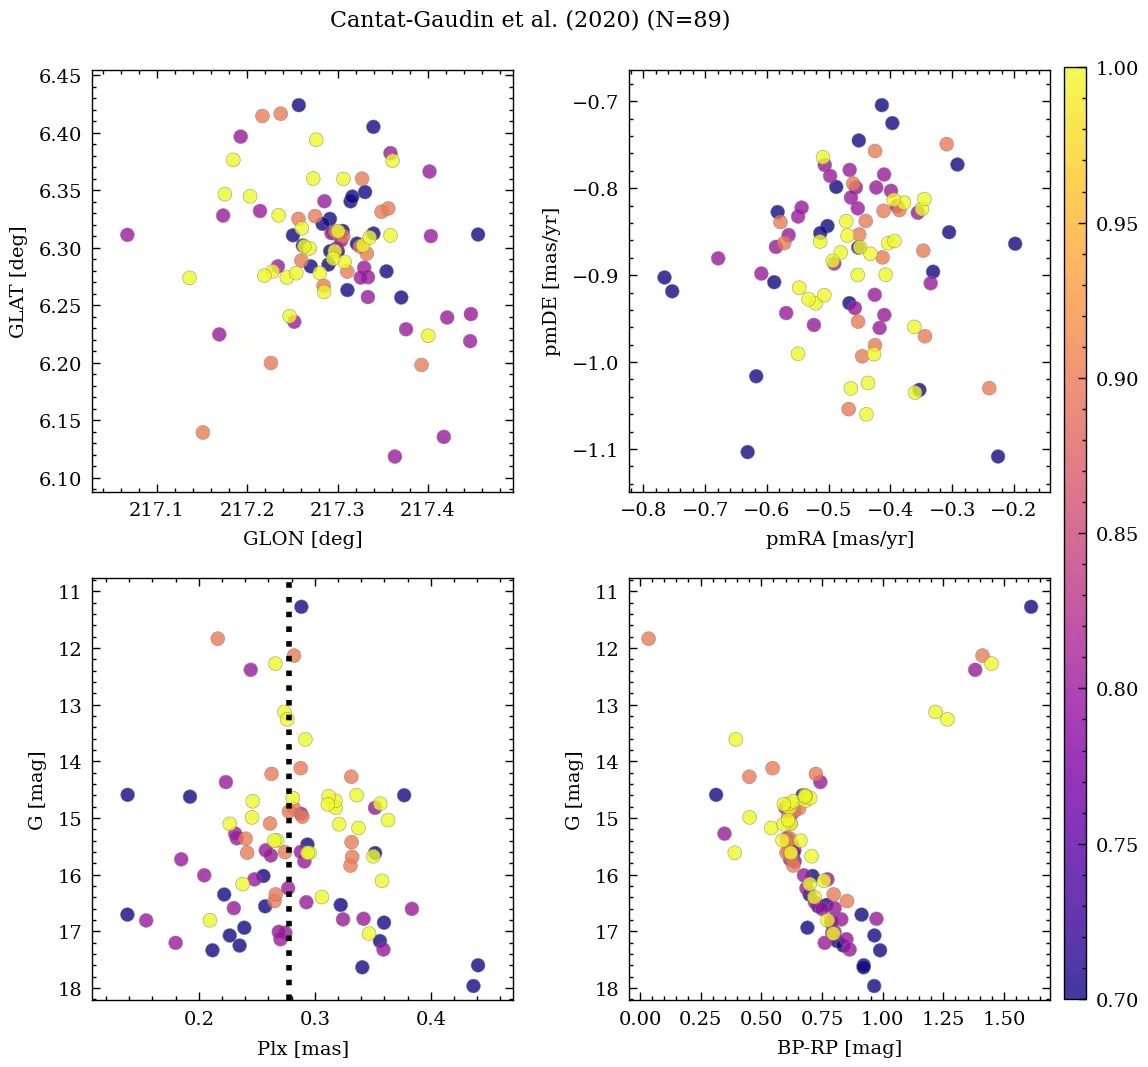 Cantat-Gaudin et al. (2020) (N=89)
6.45
6.40
6.35
6.30
6.25
6.20
6.15
6.10
GLAT [deg]
217.1 217.2 217.3 217.4
GLON [deg]
−0.7
−0.8
−0.9
−1.0
−1.1
pmDE [mas/yr]
−0.8 −0.7 −0.6 −0.5 −0.4 −0.3 −0.2
pmRA [mas/yr]
11
12
13
14
15
16
17
18
G [mag]
0.2 0.3 0.4
Plx [mas]
11
12
13
14
15
16
17
18
G [mag]
0.00 0.25 0.50 0.75 1.00 1.25 1.50
BP-RP [mag]
1.00
0.95
0.90
0.85
0.80
0.75
0.70